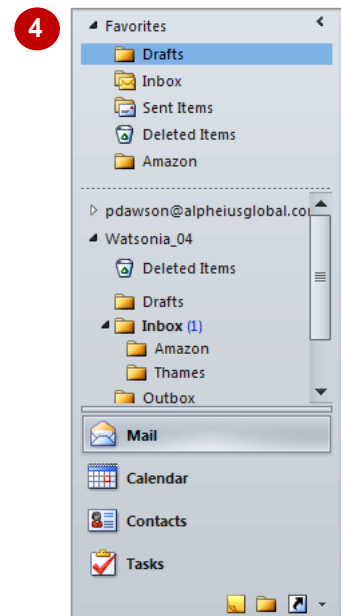 4
Favorites
Drafts
Inbox
Sent Items
Deleted Items
Amazon
pdawson@alpheiusglobal.co
Watsonia_04
Deleted Items
Drafts
Inbox (1)
Amazon
Thames
Outbox
Mail
Calendar
Contacts
Tasks